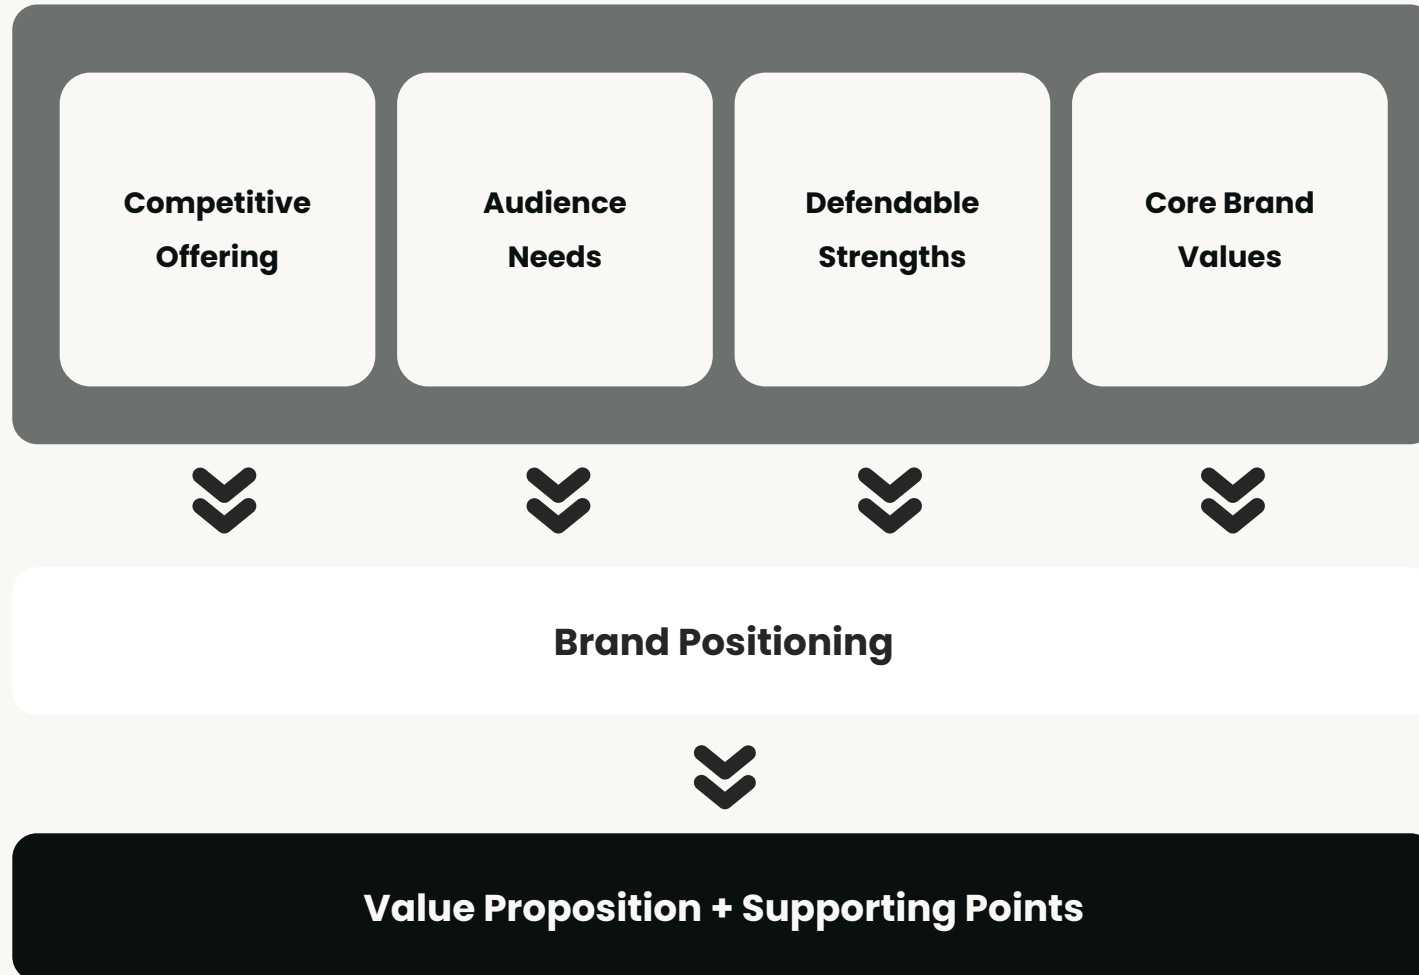 Competitive
Offering
Audience
Needs
Defendable
Strengths
Core Brand
Values
Brand Positioning
Value Proposition + Supporting Points